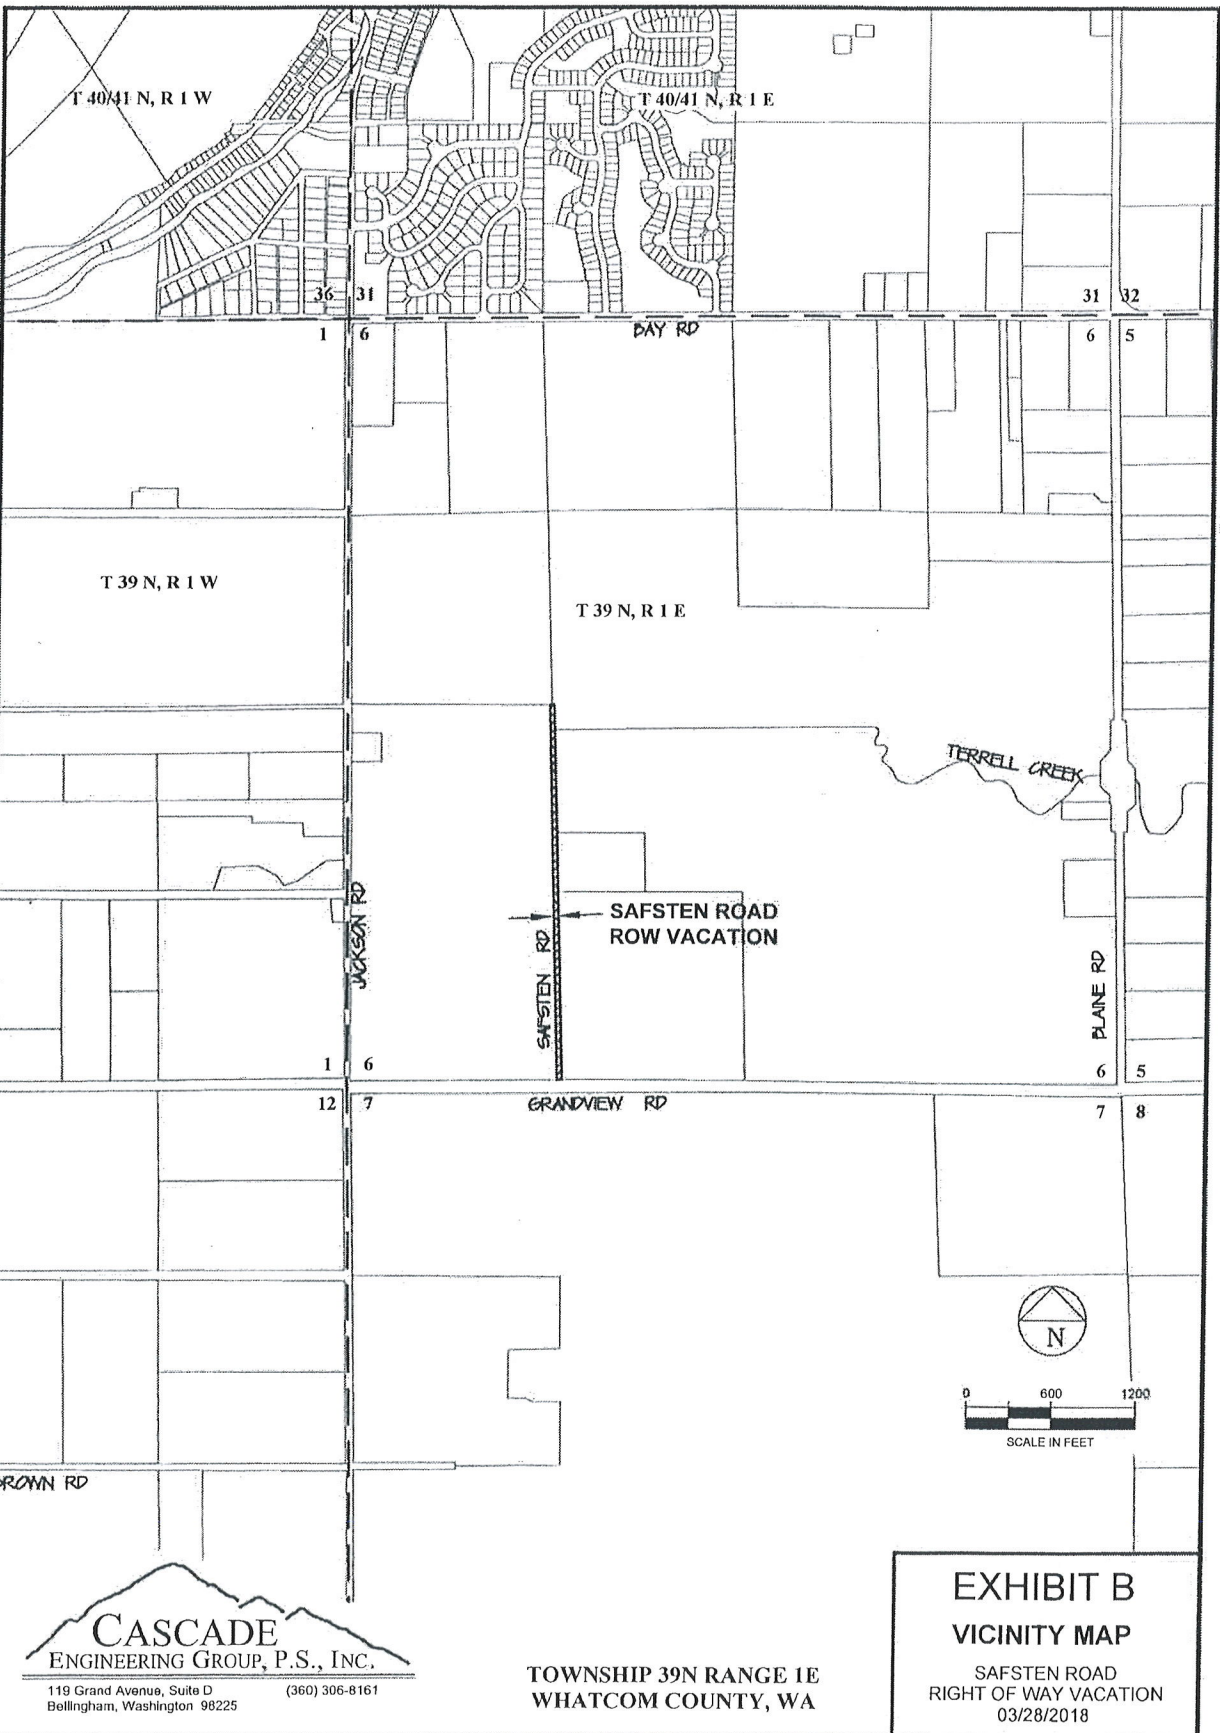 T 40/41 N, R 1 W
T 40/41 N, R 1 E
36 31
31 32
BAY RD
1 6
6 5
T 39 N, R 1 W
T 39 N, R 1 E
TERRELL CREEK
JACKSON RD
SAFSTEN RD
SAFSTEN ROAD
ROW VACATION
BLAINE RD
1 6
6 5
12 7
GRANDVIEW RD
7 8
N
0 600 1200
SCALE IN FEET
ROWN RD
CASCADE
ENGINEERING GROUP, P.S., INC.
119 Grand Avenue, Suite D (360) 306-8161
Bellingham, Washington 98225
TOWNSHIP 39N RANGE 1E
WHATCOM COUNTY, WA
EXHIBIT B
VICINITY MAP
SAFSTEN ROAD
RIGHT OF WAY VACATION
03/28/2018